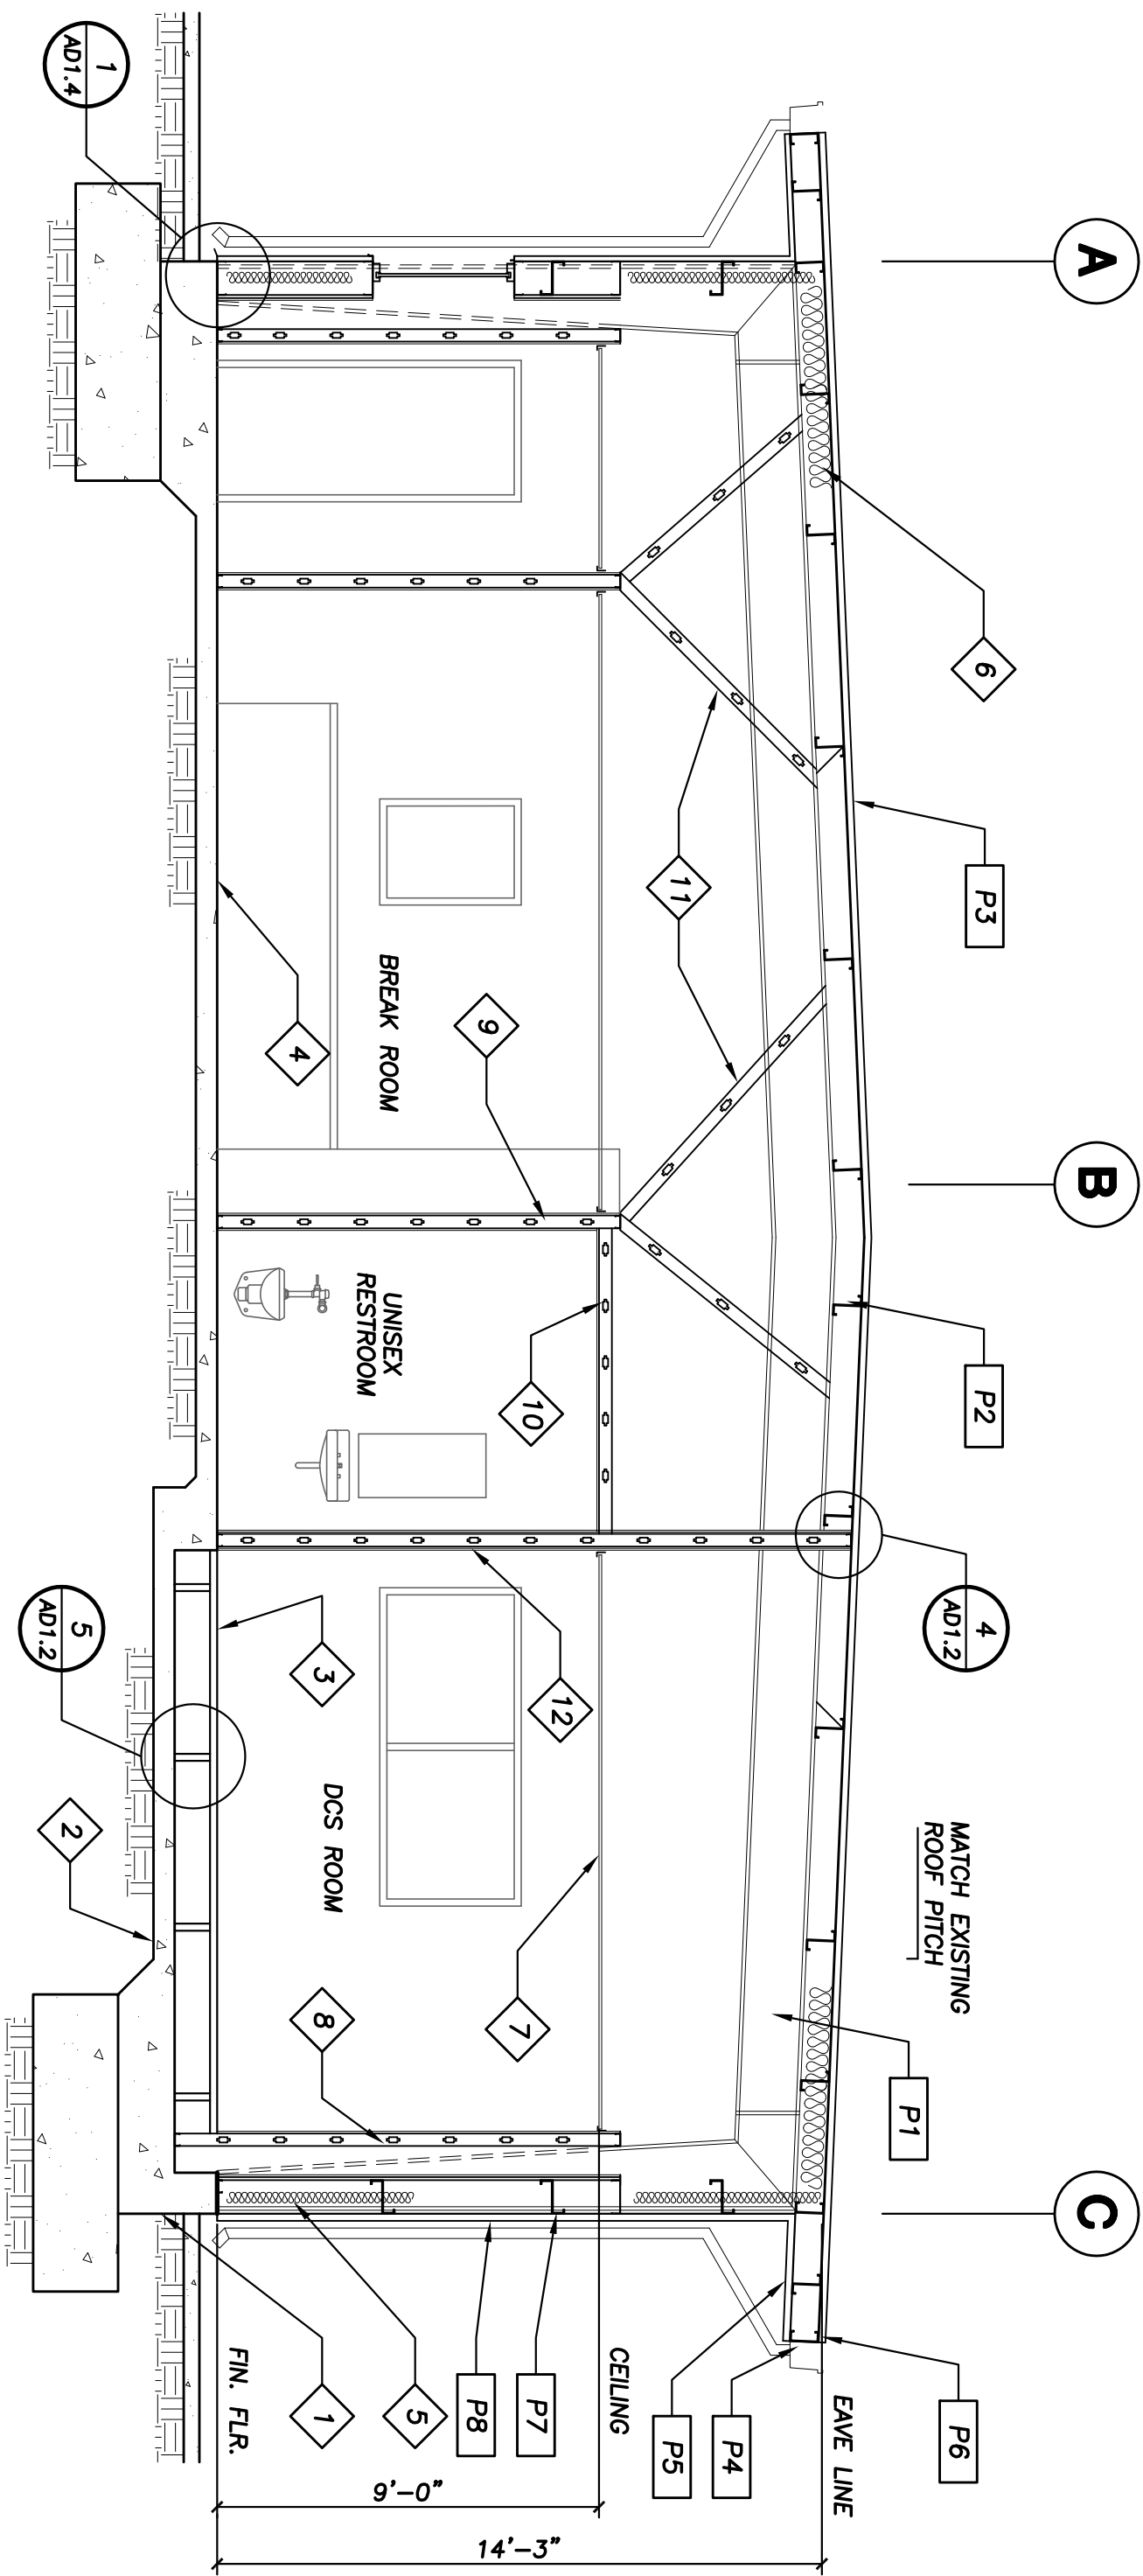 A
B
C
6
P3
11
P2
4
AD1.2
MATCH EXISTING
ROOF PITCH
P1
P6
EAVE LINE
P4
P5
CEILING
9
BREAK ROOM
4
10
UNISEX
RESTROOM
12
3
DCS ROOM
7
8
P7
P8
5
1
FIN. FLR.
9'-0"
14'-3"
1
AD1.4
5
AD1.2
2